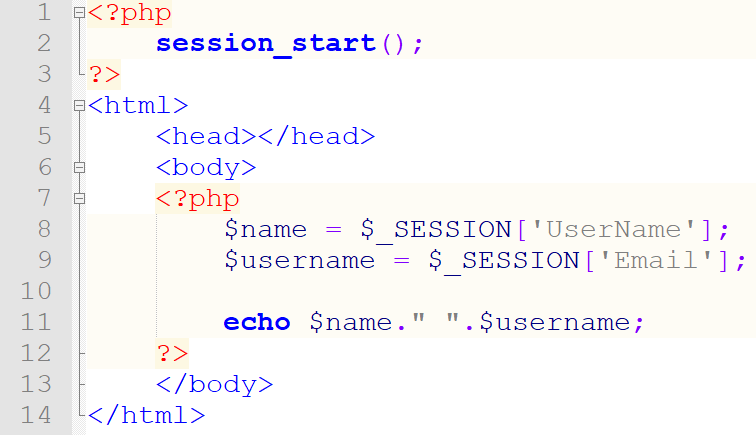 1 <?php
2     session_start();
3 ?>
4 <html>
5     <head></head>
6     <body>
7     <?php
8         $name = $_SESSION['UserName'];
9         $username = $_SESSION['Email'];
10
11         echo $name." ".$username;
12     ?>
13     </body>
14 </html>